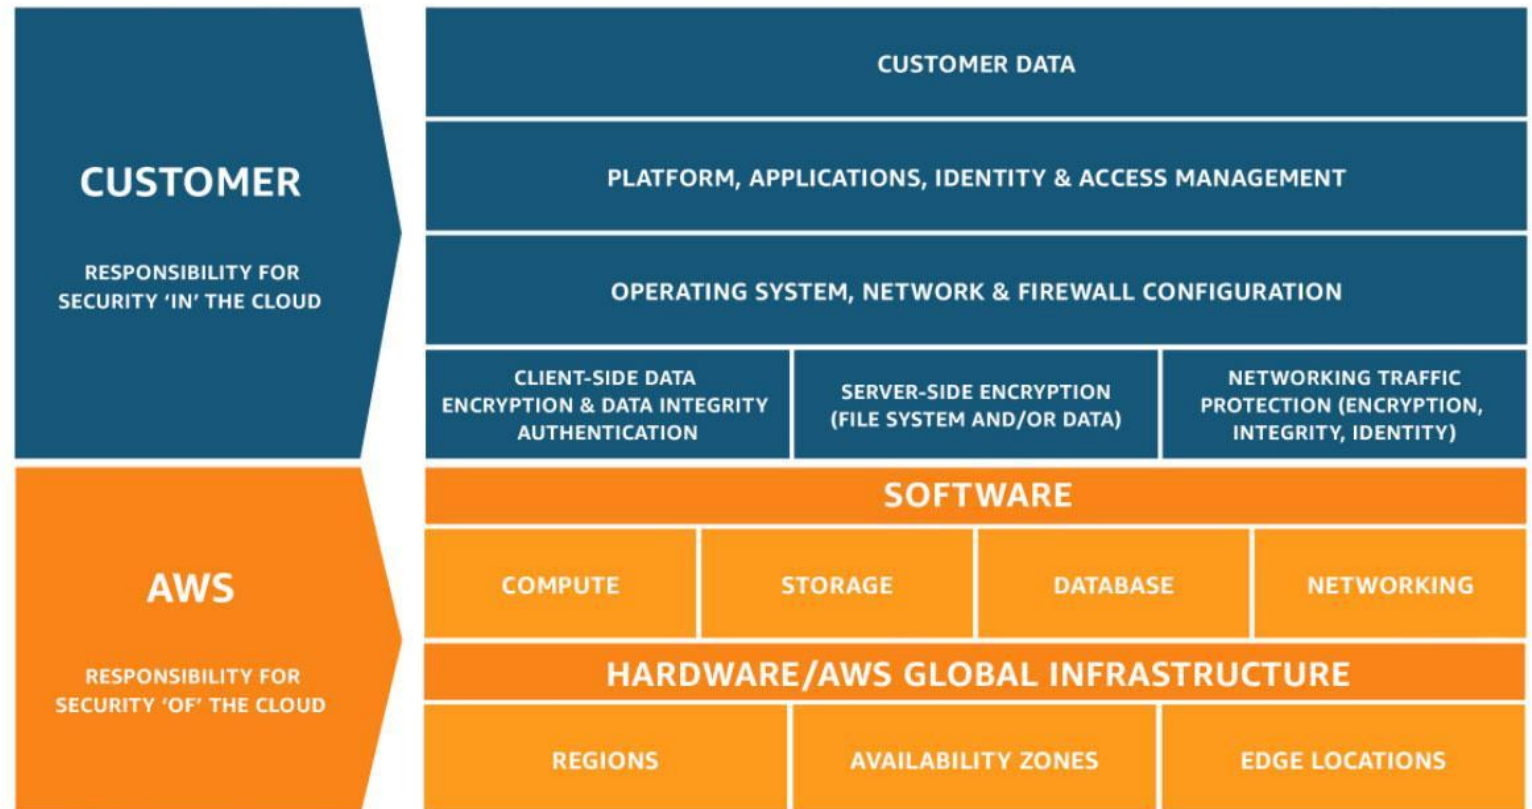 CUSTOMER
RESPONSIBILITY FOR
SECURITY ‘IN’ THE CLOUD
CUSTOMER DATA
PLATFORM, APPLICATIONS, IDENTITY & ACCESS MANAGEMENT
OPERATING SYSTEM, NETWORK & FIREWALL CONFIGURATION
CLIENT-SIDE DATA
ENCRYPTION & DATA INTEGRITY
AUTHENTICATION
SERVER-SIDE ENCRYPTION
(FILE SYSTEM AND/OR DATA)
NETWORKING TRAFFIC
PROTECTION (ENCRYPTION,
INTEGRITY, IDENTITY)
AWS
RESPONSIBILITY FOR
SECURITY ‘OF’ THE CLOUD
SOFTWARE
COMPUTE
STORAGE
DATABASE
NETWORKING
HARDWARE/AWS GLOBAL INFRASTRUCTURE
REGIONS
AVAILABILITY ZONES
EDGE LOCATIONS